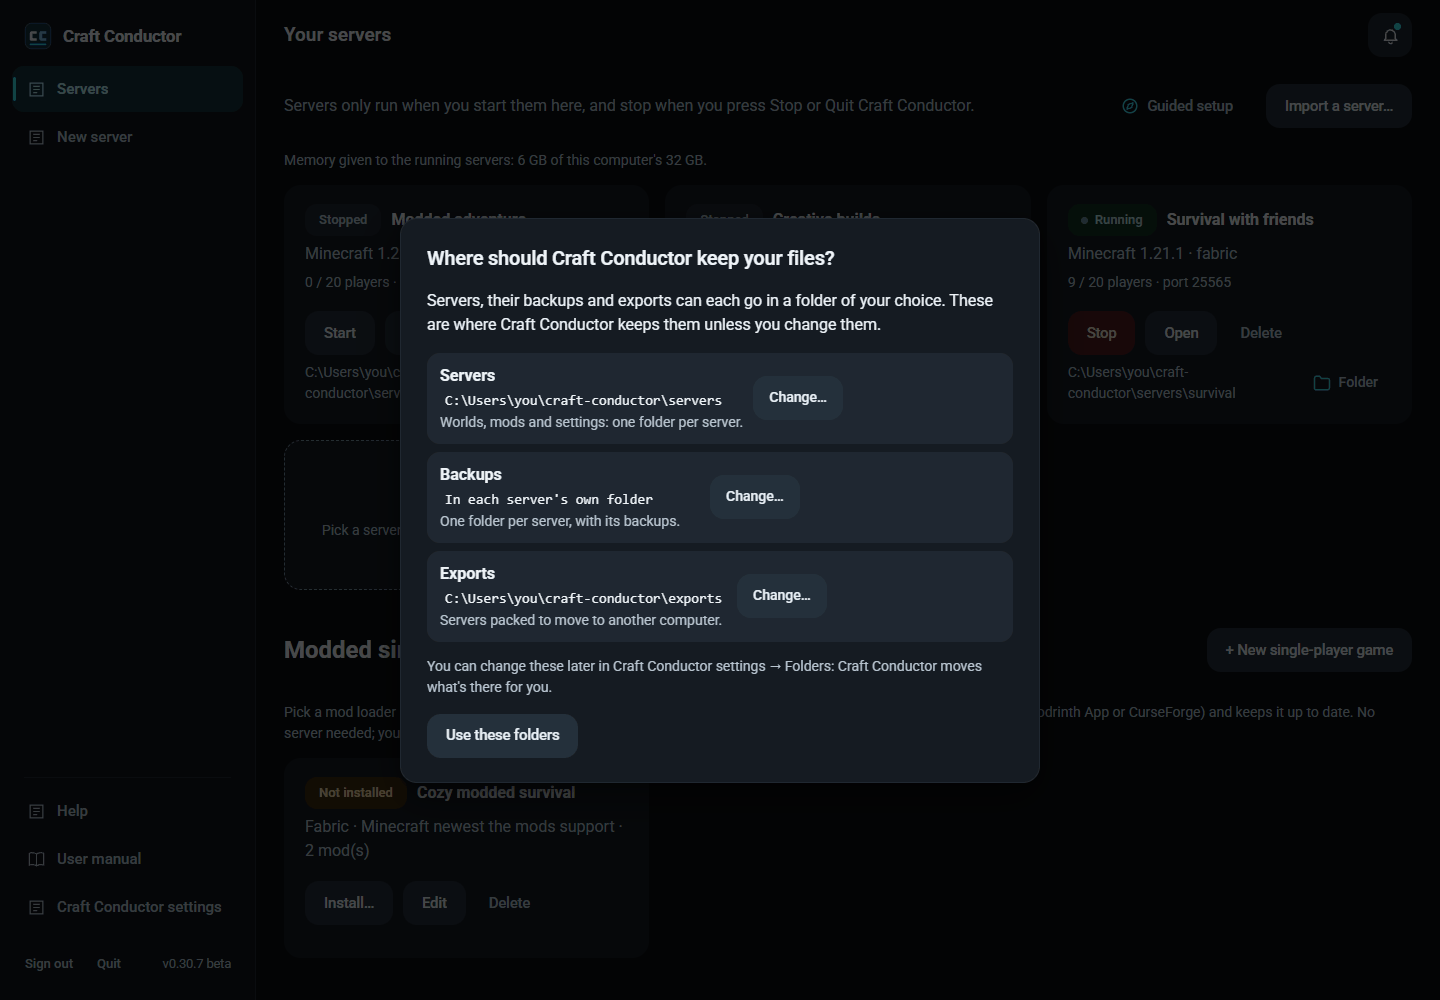 Craft Conductor
Servers
New server
Help
User manual
Craft Conductor settings
Sign out
Quit
v0.30.7 beta
Your servers
Servers only run when you start them here, and stop when you press Stop or Quit Craft Conductor.
Guided setup
Import a server...
Memory given to the running servers: 6 GB of this computer's 32 GB.
Stopped
Modded adventure
Minecraft 1.2
0 / 20 players ·
Start
C:\Users\you\c
conductor\serv
Stopped
Creative builds
Running
Survival with friends
Minecraft 1.21.1 · fabric
9 / 20 players · port 25565
Stop
Open
Delete
C:\Users\you\craft-
conductor\servers\survival
Folder
Pick a server
Where should Craft Conductor keep your files?
Servers, their backups and exports can each go in a folder of your choice. These
are where Craft Conductor keeps them unless you change them.
Servers
C:\Users\you\craft-conductor\servers
Worlds, mods and settings: one folder per server.
Change...
Backups
In each server's own folder
One folder per server, with its backups.
Change...
Exports
C:\Users\you\craft-conductor\exports
Servers packed to move to another computer.
Change...
You can change these later in Craft Conductor settings → Folders: Craft Conductor moves
what's there for you.
Use these folders
Modded si
+ New single-player game
Pick a mod loader
odrinth App or CurseForge) and keeps it up to date. No
server needed; you
Not installed
Cozy modded survival
Fabric · Minecraft newest the mods support ·
2 mod(s)
Install...
Edit
Delete